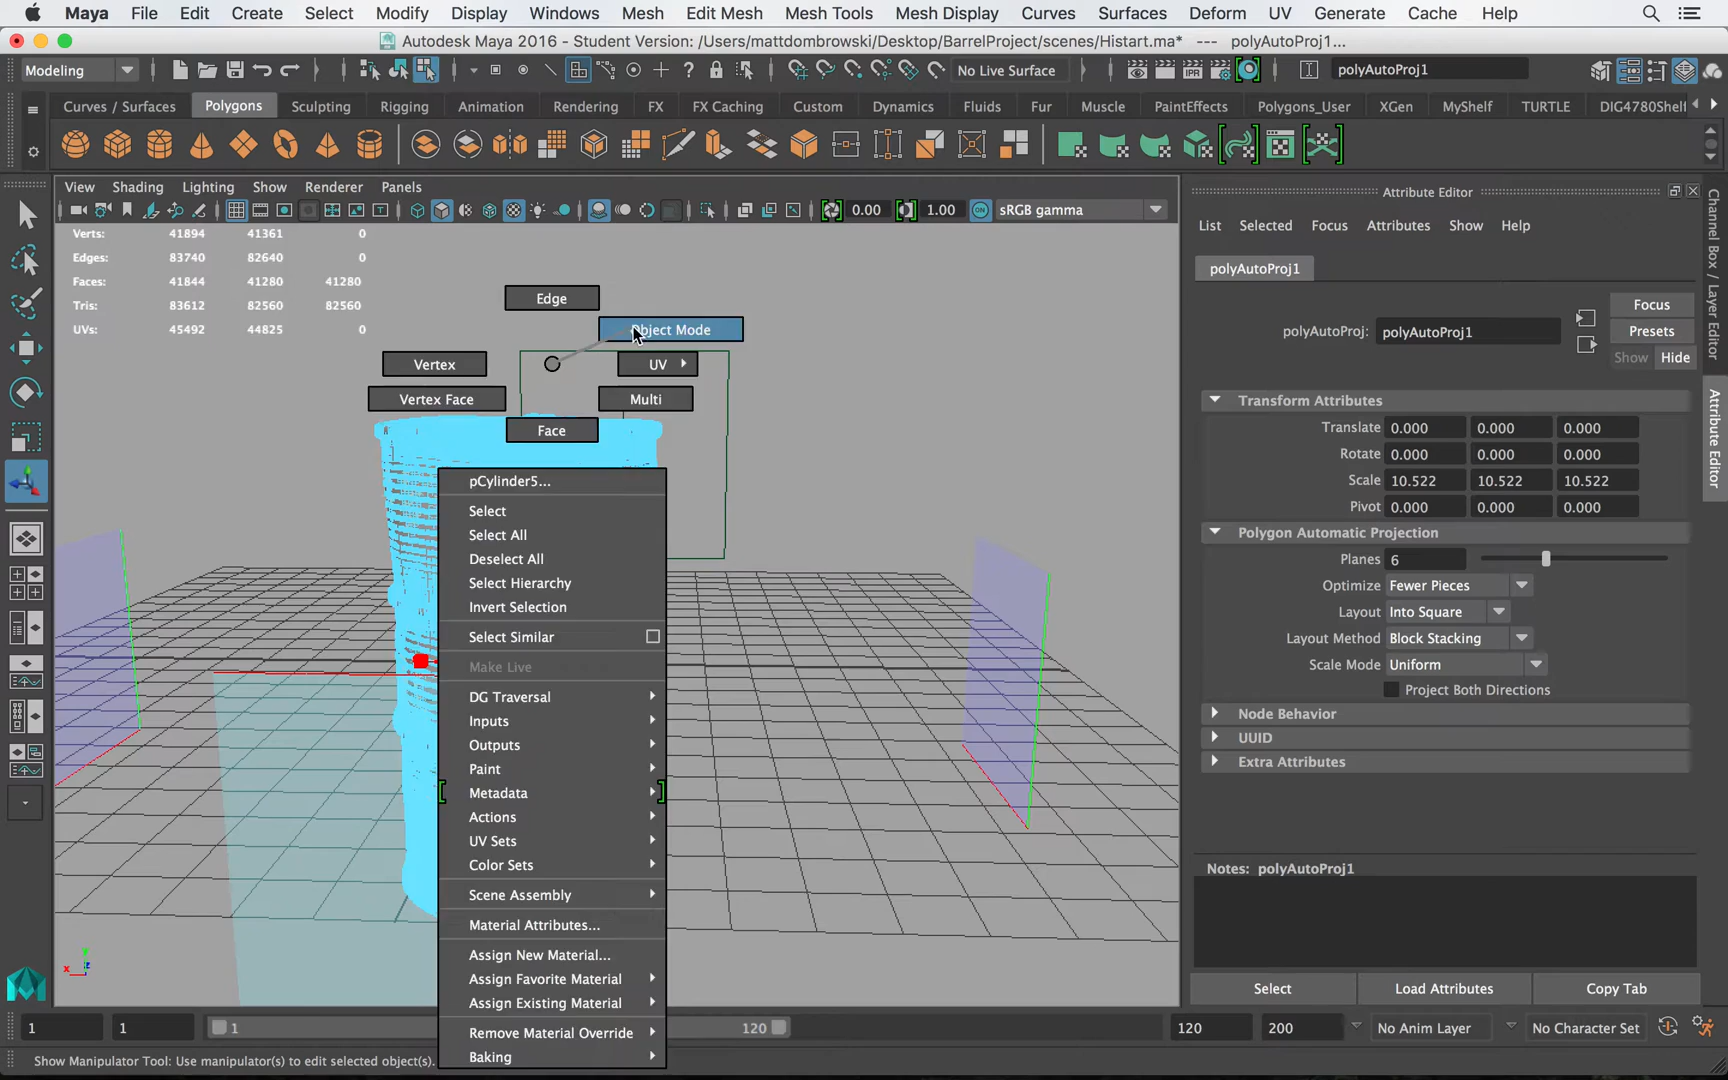 Maya File Edit Create Select Modify Display Windows Mesh Edit Mesh Mesh Tools Mesh Display Curves Surfaces Deform UV Generate Cache Help
Autodesk Maya 2016 - Student Version: /Users/mattdombrowski/Desktop/BarrelProject/scenes/Histart.ma* --- polyAutoProj1...
Modeling No Live Surface IPR polyAutoProj1
Curves / Surfaces Polygons Sculpting Rigging Animation Rendering FX FX Caching Custom Dynamics Fluids Fur Muscle PaintEffects Polygons_User XGen MyShelf TURTLE DIG4780Shelf
View Shading Lighting Show Renderer Panels
0.00 1.00 sRGB gamma
Verts: 41894 41361 0
Edges: 83740 82640 0
Faces: 41844 41280 41280
Tris: 83612 82560 82560
UVs: 45492 44825 0
Edge
Object Mode
Vertex UV
Vertex Face Multi
Face
pCylinder5...
Select
Select All
Deselect All
Select Hierarchy
Invert Selection
Select Similar
Make Live
DG Traversal
Inputs
Outputs
Paint
Metadata
Actions
UV Sets
Color Sets
Scene Assembly
Material Attributes...
Assign New Material...
Assign Favorite Material
Assign Existing Material
Remove Material Override
Baking
Attribute Editor
List Selected Focus Attributes Show Help
polyAutoProj1
Focus
polyAutoProj: polyAutoProj1 Presets
Show Hide
Transform Attributes
Translate 0.000 0.000 0.000
Rotate 0.000 0.000 0.000
Scale 10.522 10.522 10.522
Pivot 0.000 0.000 0.000
Polygon Automatic Projection
Planes 6
Optimize Fewer Pieces
Layout Into Square
Layout Method Block Stacking
Scale Mode Uniform
Project Both Directions
Node Behavior
UUID
Extra Attributes
Notes: polyAutoProj1
Select Load Attributes Copy Tab
Channel Box / Layer Editor
Attribute Editor
x
1 1 1 120 120 200 No Anim Layer No Character Set
Show Manipulator Tool: Use manipulator(s) to edit selected object(s).